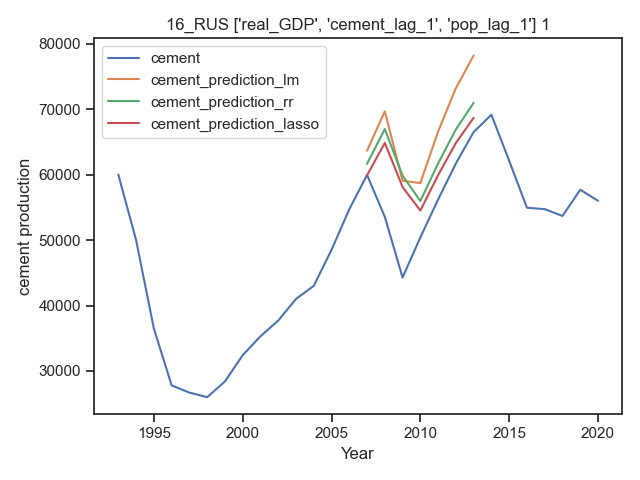 16_RUS ['real_GDP', 'cement_lag_1', 'pop_lag_1'] 1
80000
70000
60000
50000
40000
30000
cement production
cement
cement_prediction_lm
cement_prediction_rr
cement_prediction_lasso
1995
2000
2005
2010
2015
2020
Year